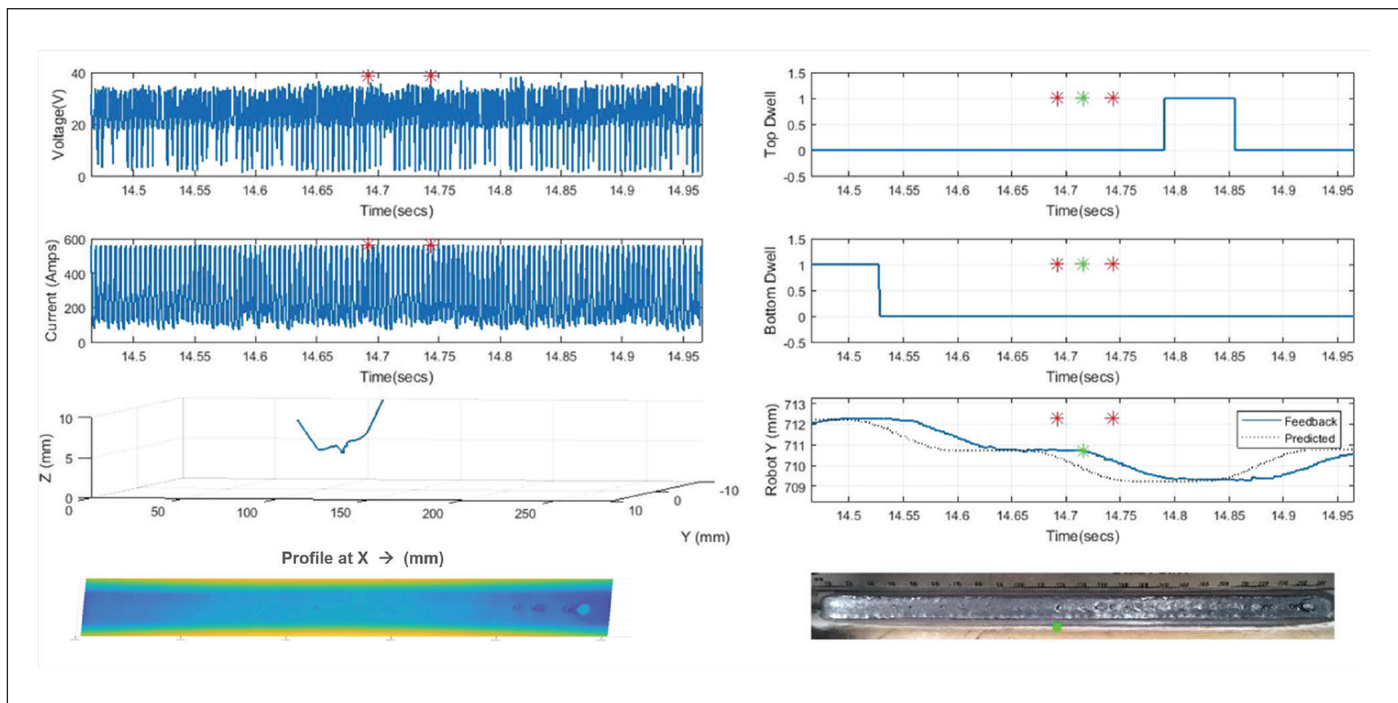 40
20
0
Voltage(V)
14.5 14.55 14.6 14.65 14.7 14.75 14.8 14.85 14.9 14.95
Time(secs)
1.5
1
0.5
0
-0.5
Top Dwell
14.5 14.55 14.6 14.65 14.7 14.75 14.8 14.85 14.9 14.95
Time(secs)
600
400
200
0
Current (Amps)
14.5 14.55 14.6 14.65 14.7 14.75 14.8 14.85 14.9 14.95
Time(secs)
1.5
1
0.5
0
-0.5
Bottom Dwell
14.5 14.55 14.6 14.65 14.7 14.75 14.8 14.85 14.9 14.95
Time(secs)
10
5
0
Z (mm)
0 50 100 150 200 250 10
0
-10
Y (mm)
713
712
711
710
709
Robot Y (mm)
Feedback
Predicted
14.5 14.55 14.6 14.65 14.7 14.75 14.8 14.85 14.9 14.95
Time(secs)
Profile at X → (mm)